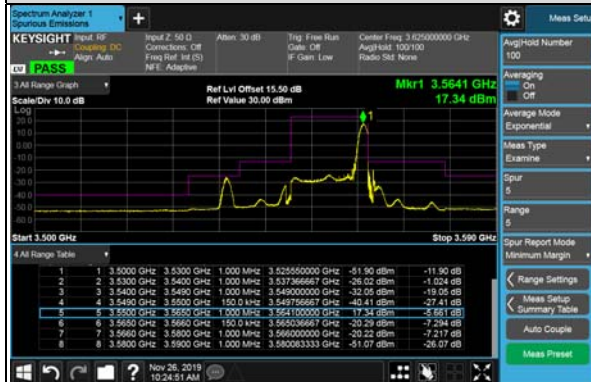 Spectrum Analyzer 1
Spurious Emissions
+
Meas Setu
KEYSIGHT
Input: RF
Coupling: DC
Align: Auto
Input Z: 50 Ω
Corrections: Off
Freq Ref: Int (S)
NFE: Adaptive
Atten: 30 dB
Trig: Free Run
Gate: Off
IF Gain: Low
Center Freq: 3.625000000 GHz
Avg|Hold: 100/100
Radio Std: None
LXI
PASS
Avg|Hold Number
100
Averaging
On
Off
Average Mode
Exponential
Meas Type
Examine
Spur
5
Range
5
Spur Report Mode
Minimum Margin
Range Settings
Meas Setup
Summary Table
Auto Couple
Meas Preset
3 All Range Graph
Scale/Div 10.0 dB
Ref Lvl Offset 15.50 dB
Ref Value 30.00 dBm
Mkr1 3.5641 GHz
17.34 dBm
Log
20.0
10.0
0.00
-10.0
-20.0
-30.0
-40.0
-50.0
-60.0
1
Start 3.500 GHz
Stop 3.590 GHz
4 All Range Table
1 1 3.5000 GHz 3.5300 GHz 1.000 MHz 3.525550000 GHz -51.90 dBm -11.90 dB
2 2 3.5300 GHz 3.5400 GHz 1.000 MHz 3.537366667 GHz -26.02 dBm -1.024 dB
3 3 3.5400 GHz 3.5490 GHz 1.000 MHz 3.549000000 GHz -32.05 dBm -19.05 dB
4 4 3.5490 GHz 3.5500 GHz 150.0 kHz 3.549756667 GHz -40.41 dBm -27.41 dB
5 5 3.5500 GHz 3.5650 GHz 1.000 MHz 3.564100000 GHz 17.34 dBm -5.661 dB
6 6 3.5650 GHz 3.5660 GHz 150.0 kHz 3.565036667 GHz -20.29 dBm -7.294 dB
7 7 3.5660 GHz 3.5800 GHz 1.000 MHz 3.566000000 GHz -20.22 dBm -7.217 dB
8 8 3.5800 GHz 3.5900 GHz 1.000 MHz 3.580083333 GHz -51.07 dBm -26.07 dB
?
Nov 26, 2019
10:24:51 AM